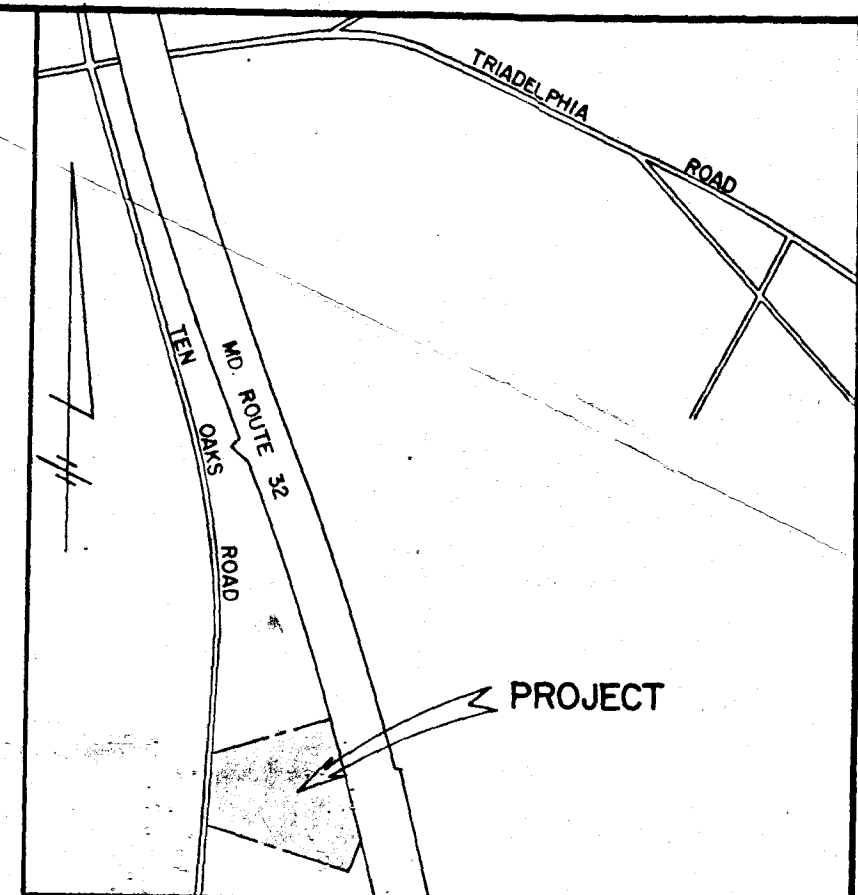 TRIADELPHIA
ROAD
TEN
OAKS
ROAD
MD. ROUTE 32
PROJECT